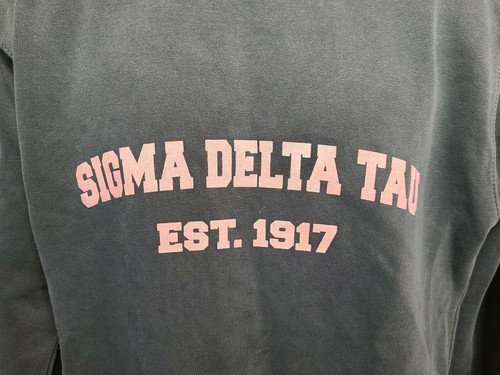 SIGMA DELTA TAU
EST. 1917